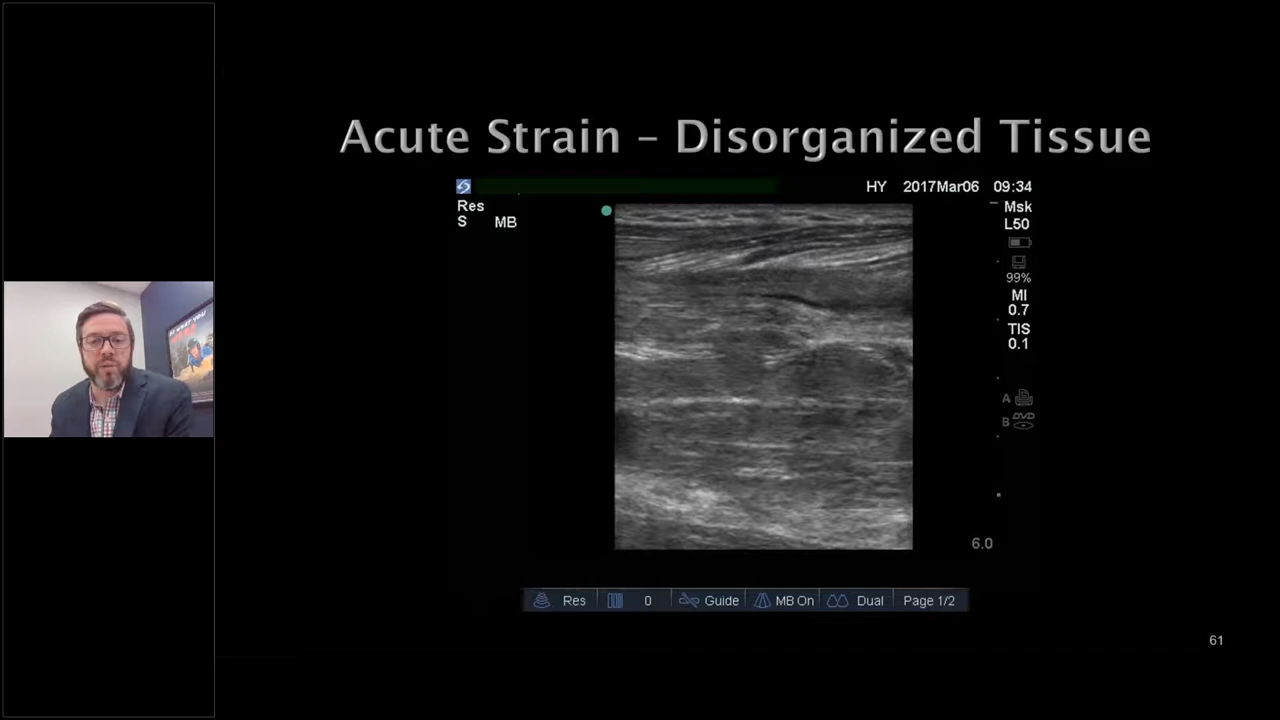 Acute Strain – Disorganized Tissue
HY 2017Mar06 09:34
Res
S MB
Msk
L50
99%
MI
0.7
TIS
0.1
A
B DVD
6.0
Res 0 Guide MB On Dual Page 1/2
61